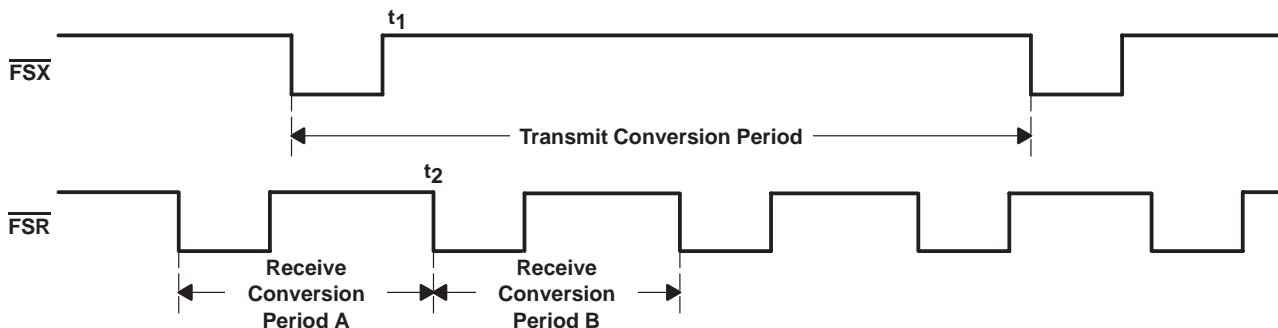 t1
FSX
Transmit Conversion Period
t2
FSR
Receive
Conversion
Period A
Receive
Conversion
Period B